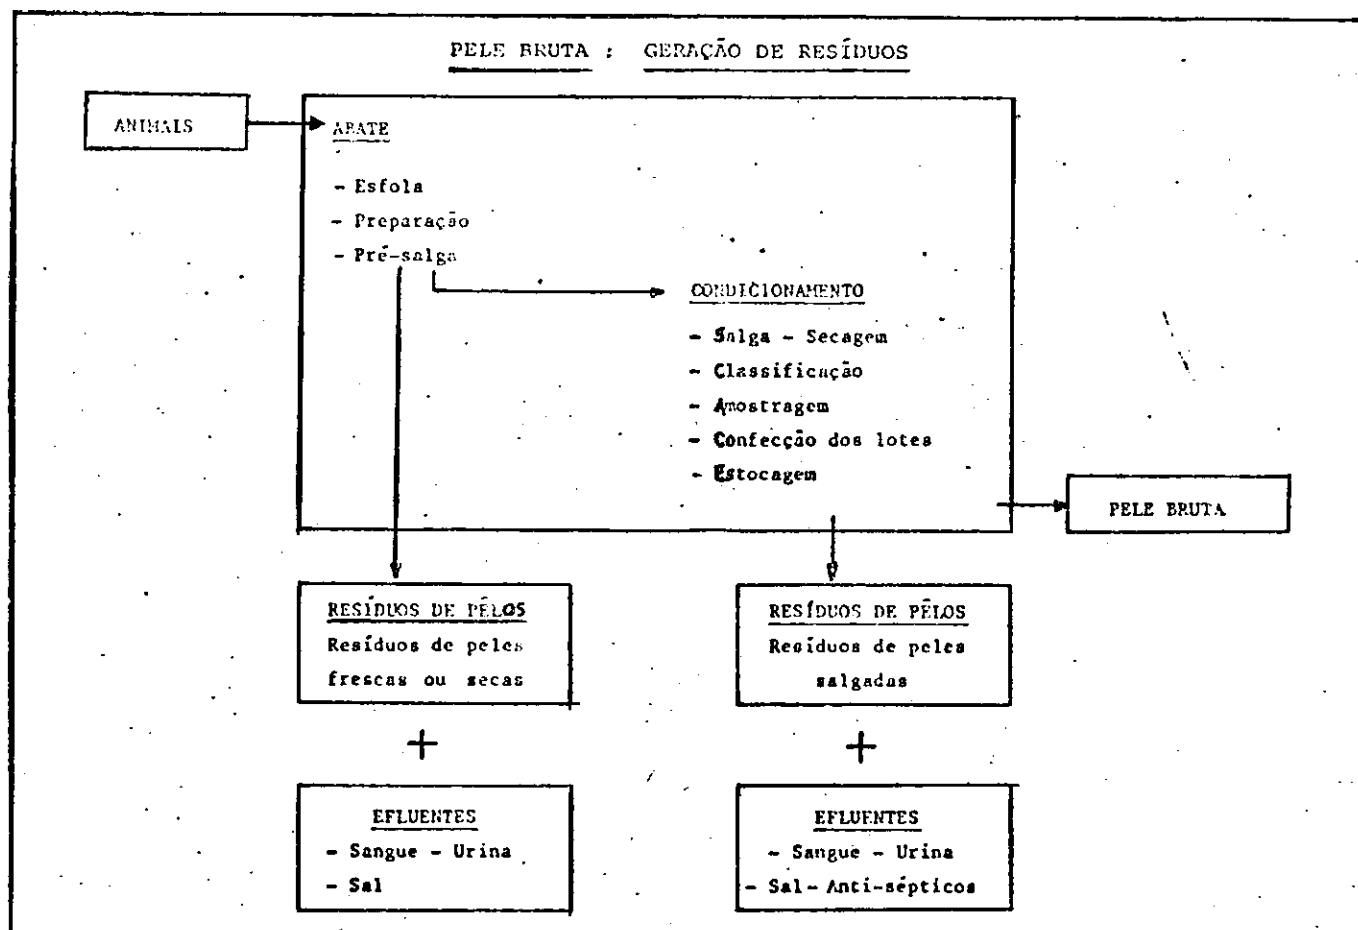 PELE BRUTA : GERAÇÃO DE RESÍDUOS
ANIMAIS
ABATE
- Esfola
- Preparação
- Pré-salga
CONDICIONAMENTO
- Salga - Secagem
- Classificação
- Amostragem
- Confecção dos lotes
- Estocagem
PELE BRUTA
RESÍDUOS DE PÊLOS
Resíduos de peles
frescas ou secas
+
EFLUENTES
- Sangue - Urina
- Sal
RESÍDUOS DE PÊLOS
Resíduos de peles
salgadas
+
EFLUENTES
- Sangue - Urina
- Sal - Anti-sépticos